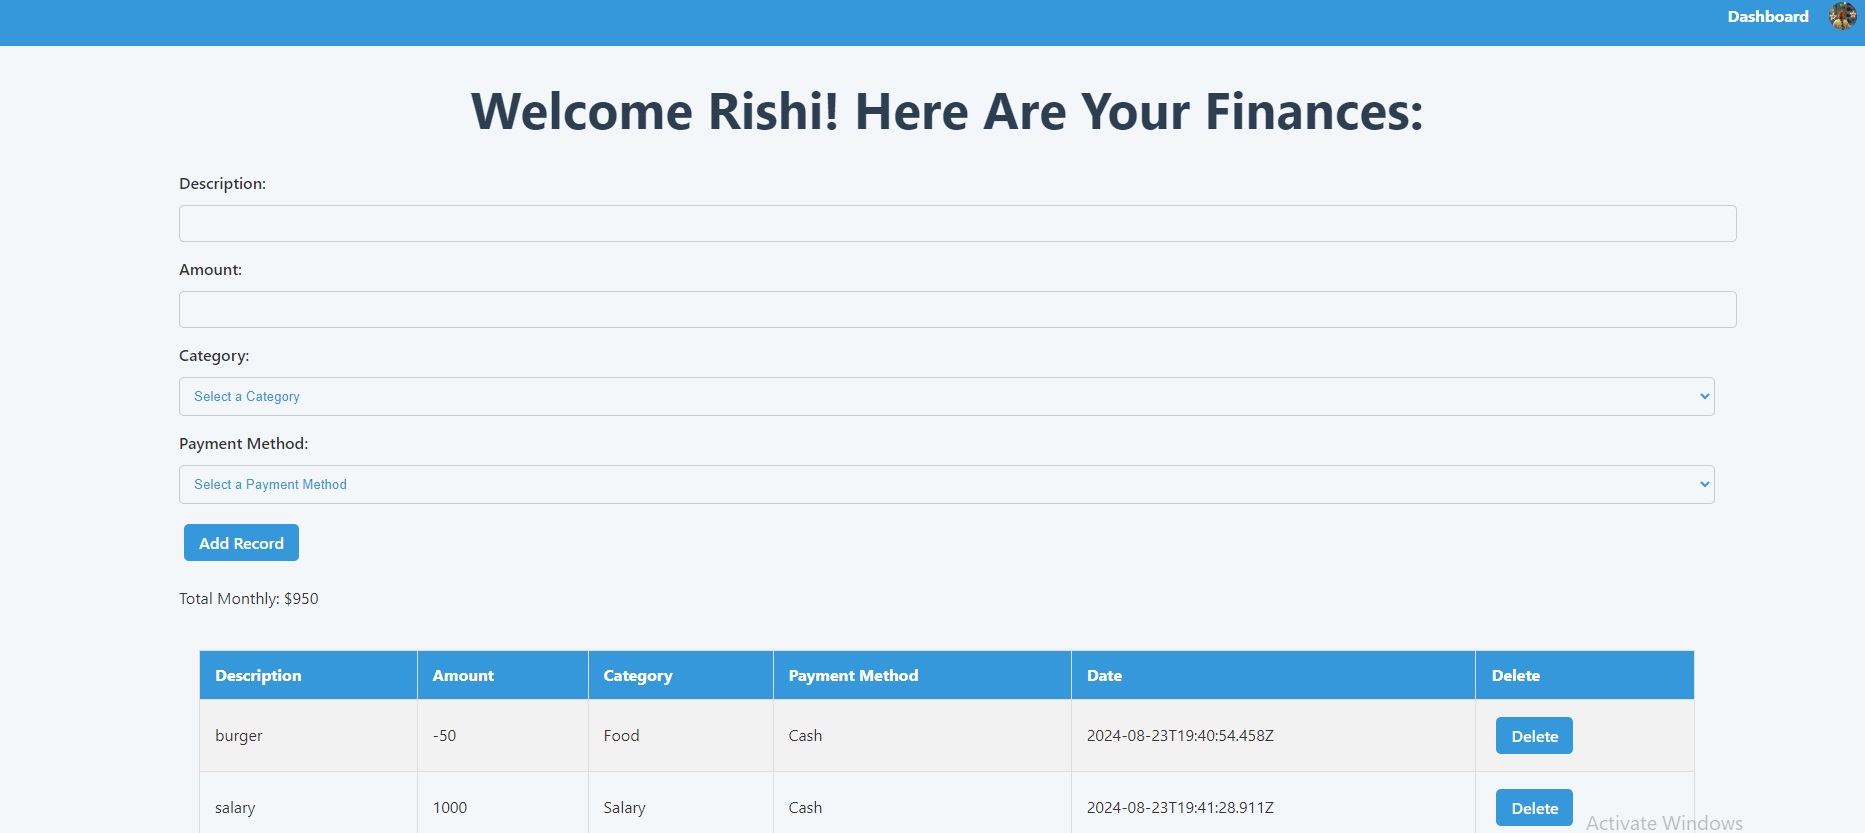 Dashboard
Welcome Rishi! Here Are Your Finances:
Description:
Amount:
Category:
Select a Category
Payment Method:
Select a Payment Method
Add Record
Total Monthly: $950
Description Amount Category Payment Method Date Delete
burger -50 Food Cash 2024-08-23T19:40:54.458Z Delete
salary 1000 Salary Cash 2024-08-23T19:41:28.911Z Delete
Activate Windows